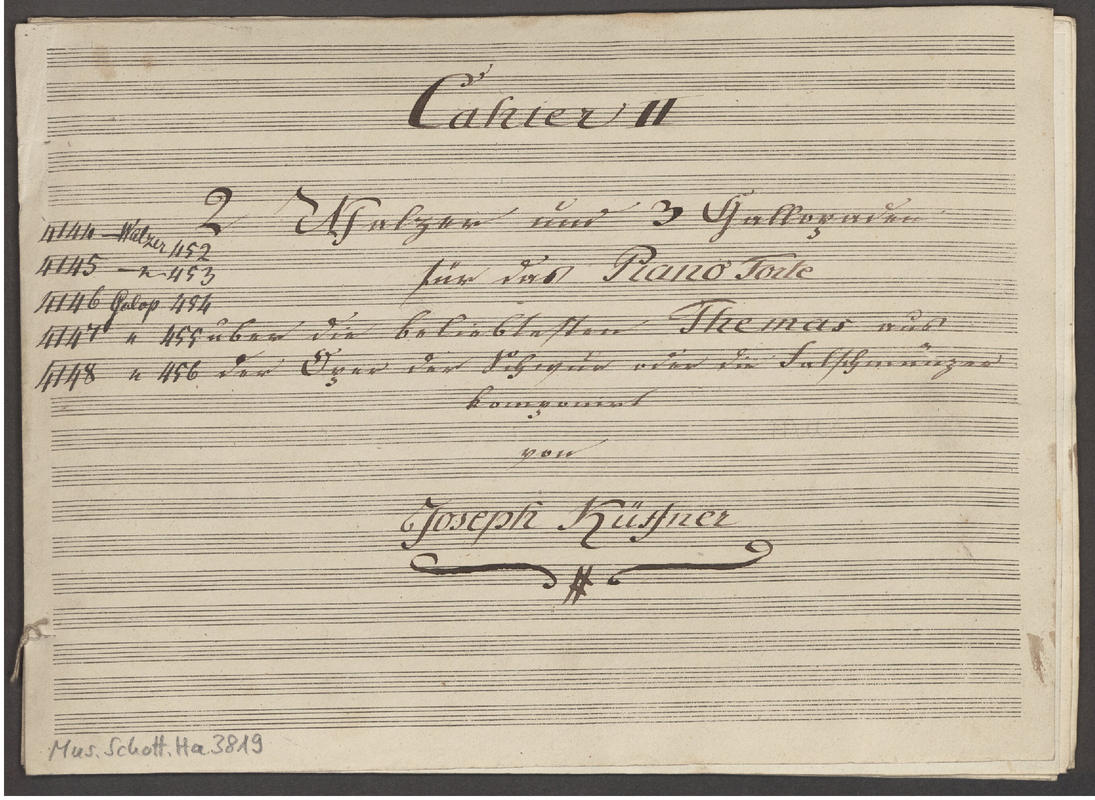 Cahier II
2 Walzer und 3 Gallopaden
für das Piano Forte
über die beliebtesten Themas aus
der Oper der Schwur oder die Falschmünzer
komponirt
von
Joseph Küffner
4144 – Walzer 452
4145 – " – 453
4146 Galop 454
4147 " 455
4148 " 456
Mus. Schott. Ha 3819